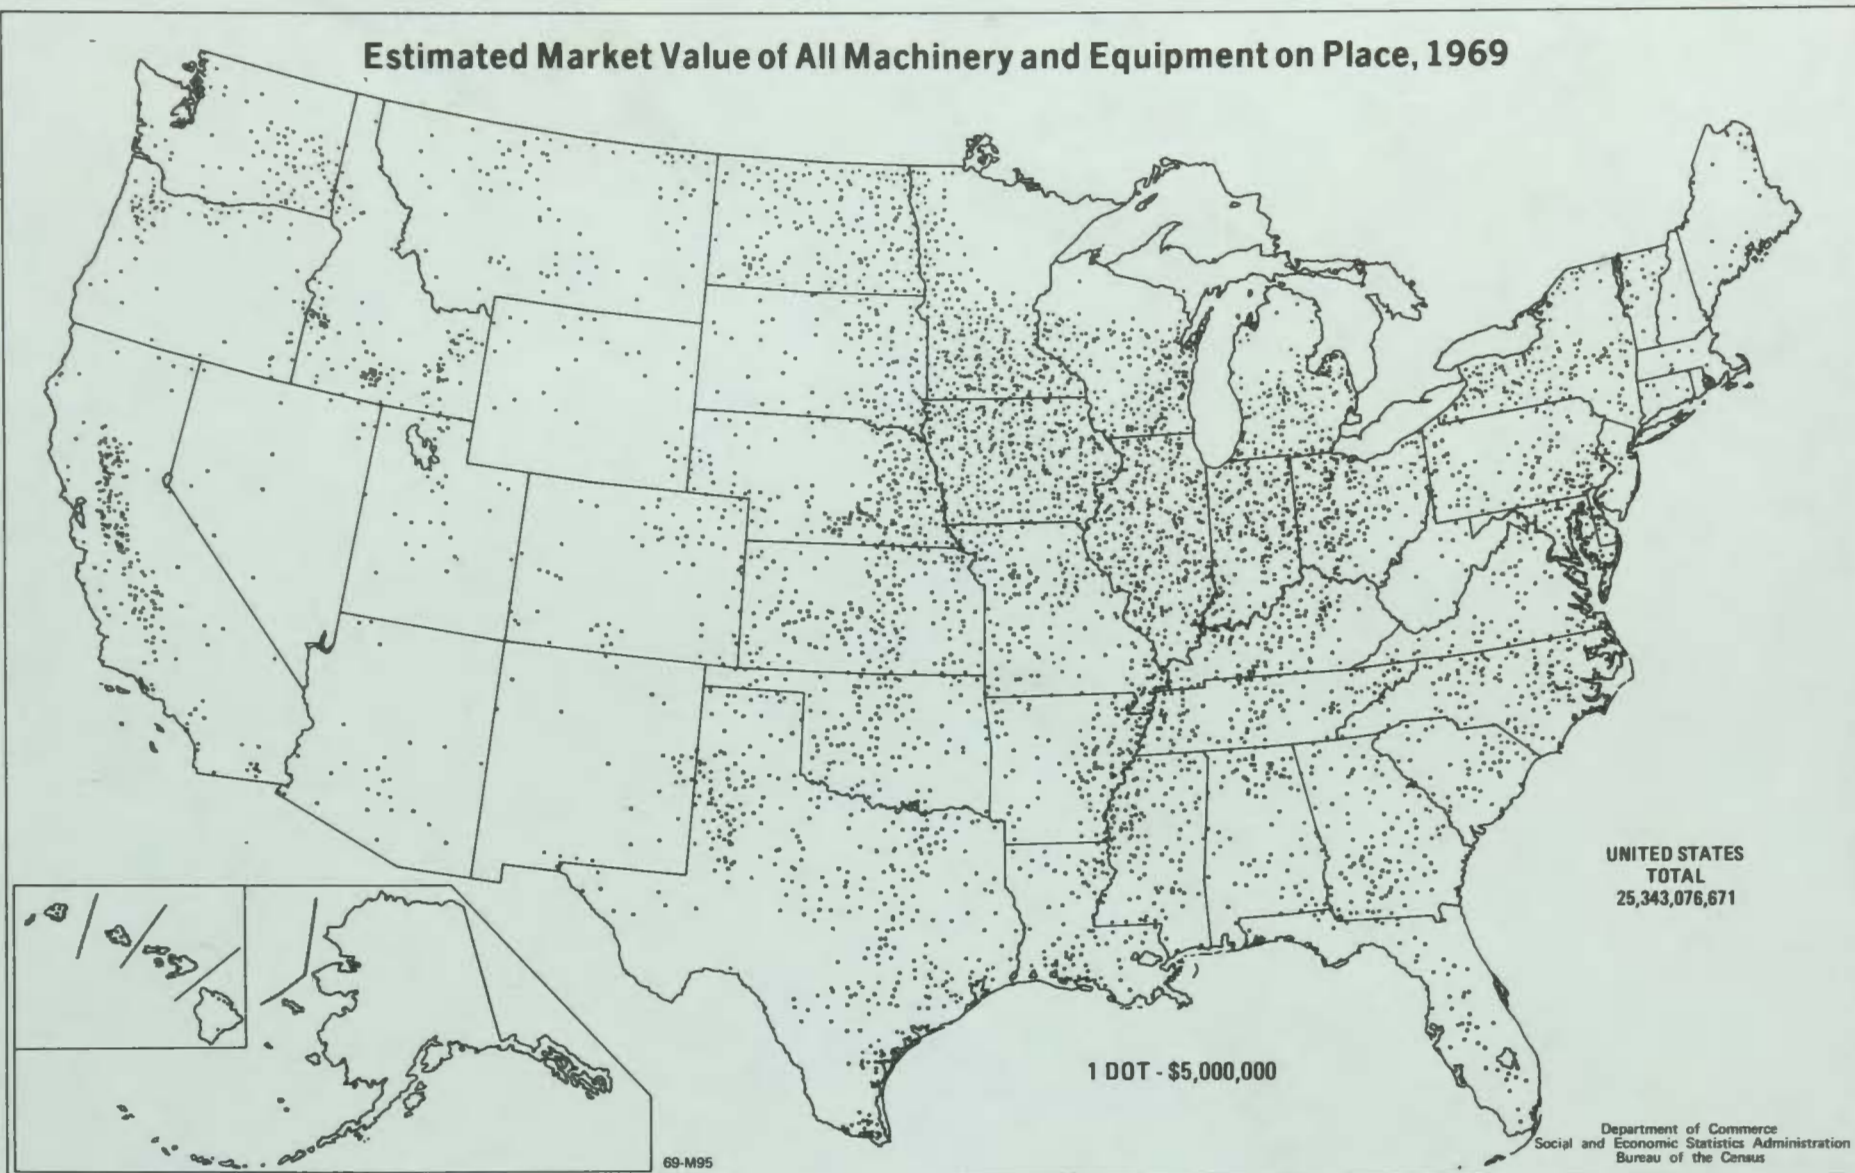 Estimated Market Value of All Machinery and Equipment on Place, 1969
UNITED STATES
TOTAL
25,343,076,671
1 DOT - $5,000,000
69-M95
Department of Commerce
Social and Economic Statistics Administration
Bureau of the Census